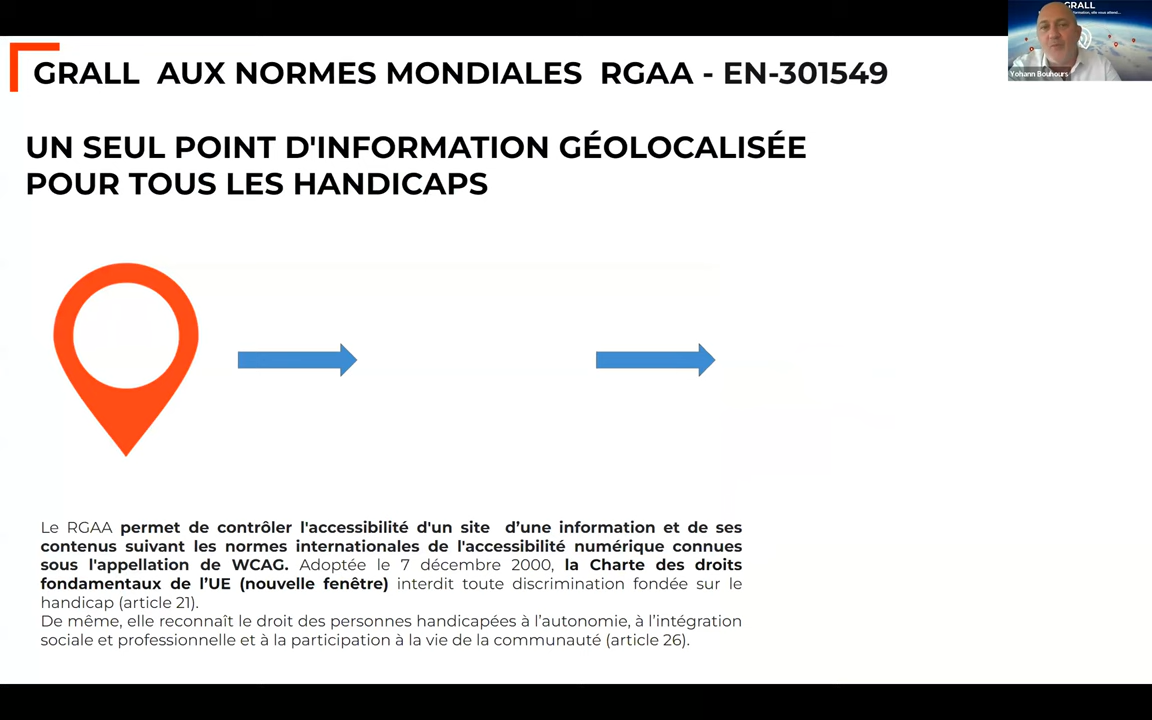 GRALL AUX NORMES MONDIALES RGAA - EN-301549
UN SEUL POINT D'INFORMATION GÉOLOCALISÉE
POUR TOUS LES HANDICAPS
Le RGAA permet de contrôler l'accessibilité d'un site d’une information et de ses
contenus suivant les normes internationales de l'accessibilité numérique connues
sous l'appellation de WCAG. Adoptée le 7 décembre 2000, la Charte des droits
fondamentaux de l’UE (nouvelle fenêtre) interdit toute discrimination fondée sur le
handicap (article 21).
De même, elle reconnaît le droit des personnes handicapées à l’autonomie, à l’intégration
sociale et professionnelle et à la participation à la vie de la communauté (article 26).
GRALL
Yohann Bouhours